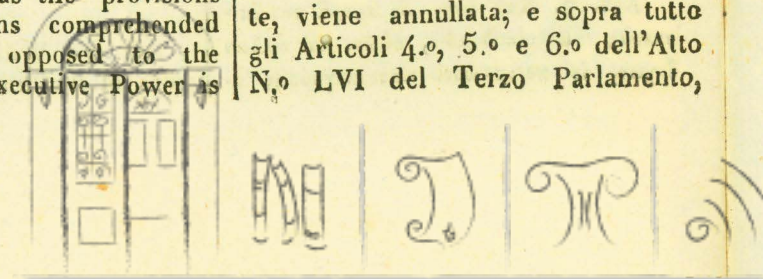 as the provisions
ns comprehended
opposed to the
xecutive Power is
te, viene annullata; e sopra tutto
gli Articoli 4.º, 5.º e 6.º dell'Atto
N.º LVI del Terzo Parlamento,